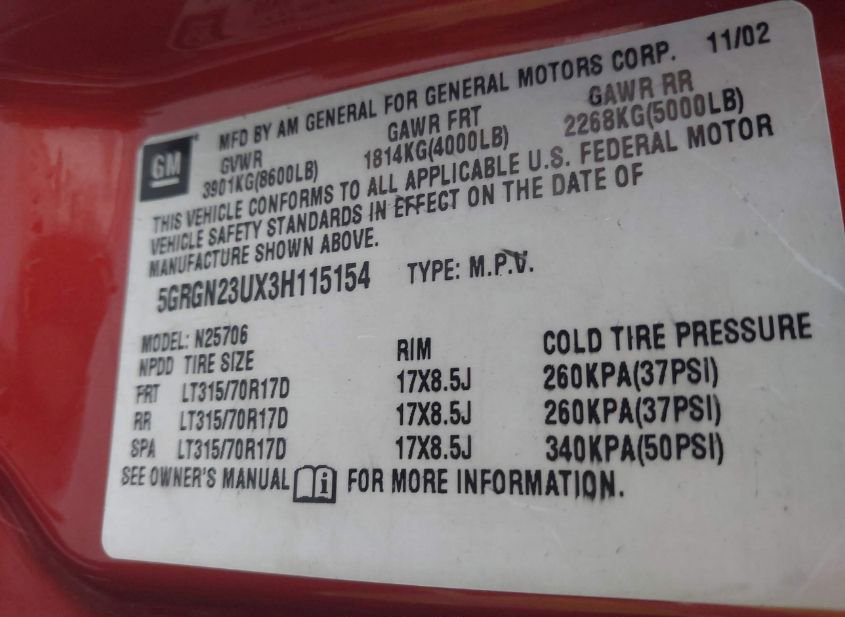 MFD BY AM GENERAL FOR GENERAL MOTORS CORP. 11/02
GM
GVWR GAWR FRT GAWR RR
3901KG(8600LB) 1814KG(4000LB) 2268KG(5000LB)
THIS VEHICLE CONFORMS TO ALL APPLICABLE U.S. FEDERAL MOTOR
VEHICLE SAFETY STANDARDS IN EFFECT ON THE DATE OF
MANUFACTURE SHOWN ABOVE.
5GRGN23UX3H115154 TYPE: M.P.V.
MODEL: N25706
NPDD TIRE SIZE RIM COLD TIRE PRESSURE
FRT LT315/70R17D 17X8.5J 260KPA(37PSI)
RR LT315/70R17D 17X8.5J 260KPA(37PSI)
SPA LT315/70R17D 17X8.5J 340KPA(50PSI)
SEE OWNER'S MANUAL i FOR MORE INFORMATION.